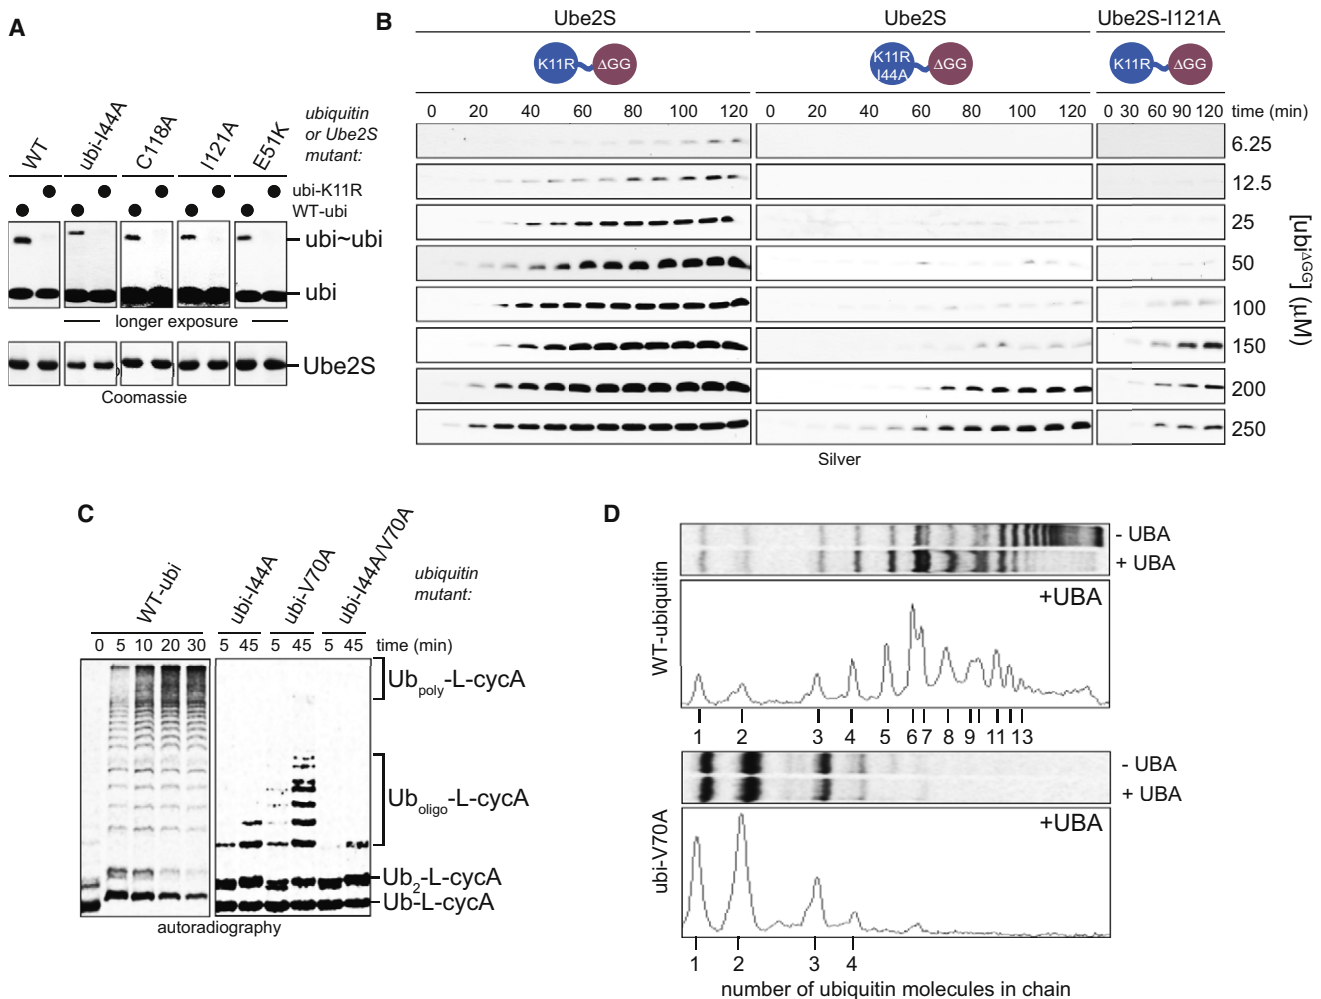 A
WT
ubi-I44A
C118A
I121A
E51K
ubiquitin
or Ube2S
mutant:
ubi-K11R
WT-ubi
ubi~ubi
ubi
longer exposure
Ube2S
Coomassie
B
Ube2S
Ube2S
Ube2S-I121A
K11R
ΔGG
K11R
I44A
ΔGG
K11R
ΔGG
0 20 40 60 80 100 120
0 20 40 60 80 100 120
0 30 60 90 120
time (min)
6.25
12.5
25
50
100
150
200
250
[ubiΔGG] (μM)
Silver
C
WT-ubi
ubi-I44A
ubi-V70A
ubi-I44A/V70A
ubiquitin
mutant:
0 5 10 20 30
5 45 5 45 5 45
time (min)
Ubpoly-L-cycA
Uboligo-L-cycA
Ub2-L-cycA
Ub-L-cycA
autoradiography
D
WT-ubiquitin
- UBA
+ UBA
+UBA
1 2 3 4 5 6 7 8 9 11 13
ubi-V70A
- UBA
+ UBA
+UBA
1 2 3 4
number of ubiquitin molecules in chain